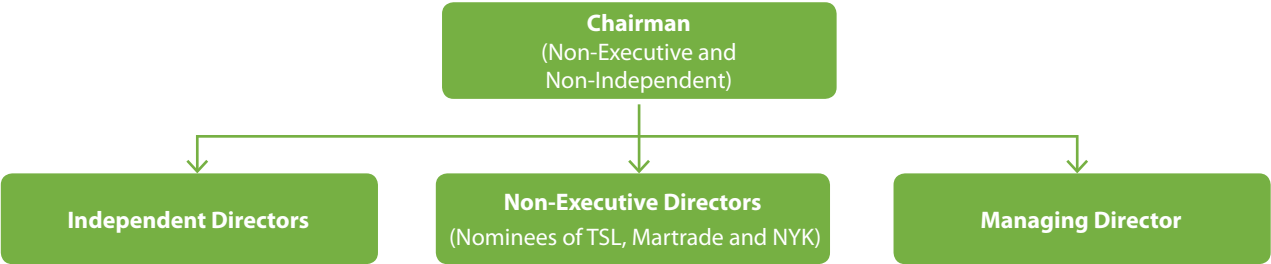 Chairman
(Non-Executive and
Non-Independent)
Independent Directors
Non-Executive Directors
(Nominees of TSL, Martrade and NYK)
Managing Director